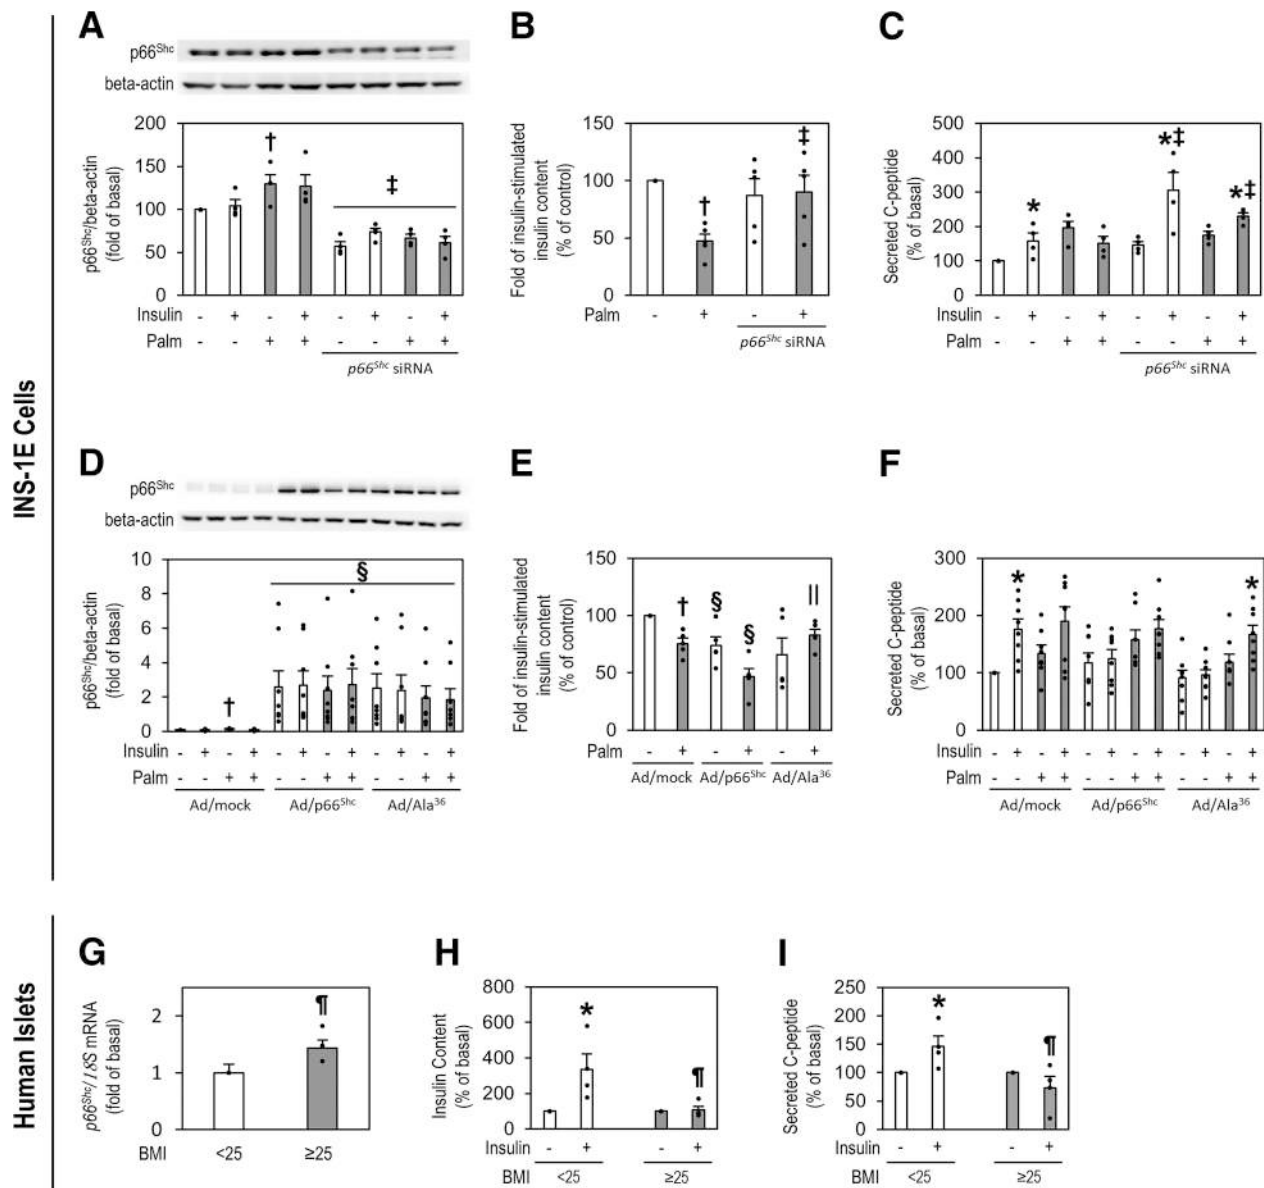 INS-1E Cells
A
p66Shc
beta-actin
p66Shc/beta-actin
(fold of basal)
200
150
100
50
0
†
‡
Insulin - + - + - + - +
Palm - - + + - - + +
p66Shc siRNA
B
Fold of insulin-stimulated
insulin content
(% of control)
150
100
50
0
†
‡
Palm - + - +
p66Shc siRNA
C
Secreted C-peptide
(% of basal)
500
400
300
200
100
0
*
*‡
*‡
Insulin - + - + - + - +
Palm - - + + - - + +
p66Shc siRNA
D
p66Shc
beta-actin
p66Shc/beta-actin
(fold of basal)
10
8
6
4
2
0
†
§
Insulin - + - + - + - + - + - +
Palm - - + + - - + + - - + +
Ad/mock Ad/p66Shc Ad/Ala36
E
Fold of insulin-stimulated
insulin content
(% of control)
150
100
50
0
†
§
§
||
Palm - + - + - +
Ad/mock Ad/p66Shc Ad/Ala36
F
Secreted C-peptide
(% of basal)
300
200
100
0
*
*
Insulin - + - + - + - + - + - +
Palm - - + + - - + + - - + +
Ad/mock Ad/p66Shc Ad/Ala36
Human Islets
G
p66Shc/18S mRNA
(fold of basal)
2
1
0
¶
BMI <25 ≥25
H
Insulin Content
(% of basal)
800
600
400
200
0
*
¶
Insulin - + - +
BMI <25 ≥25
I
Secreted C-peptide
(% of basal)
250
200
150
100
50
0
*
¶
Insulin - + - +
BMI <25 ≥25